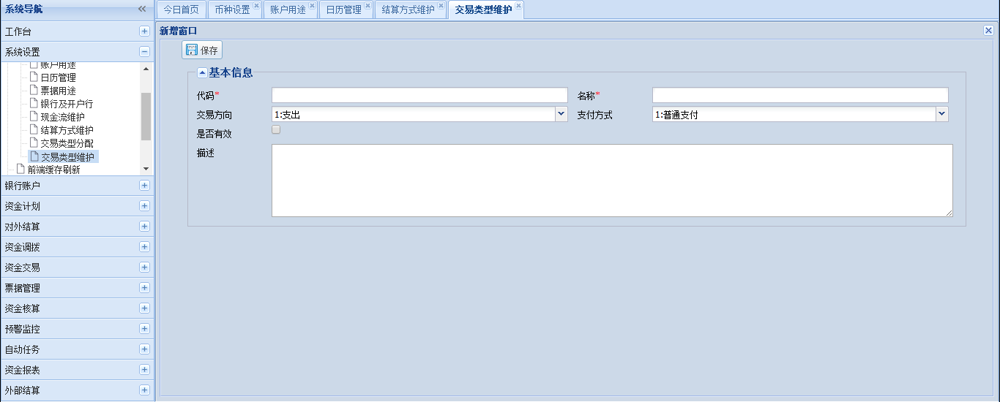 系统导航
工作台
系统设置
账户用途
日历管理
票据用途
银行及开户行
现金流维护
结算方式维护
交易类型分配
交易类型维护
前端缓存刷新
银行账户
资金计划
对外结算
资金调拨
资金交易
票据管理
资金核算
预警监控
自动任务
资金报表
外部结算
今日首页 币种设置 账户用途 日历管理 结算方式维护 交易类型维护
新增窗口
保存
基本信息
代码* 名称*
交易方向 1:支出 支付方式 1:普通支付
是否有效
描述